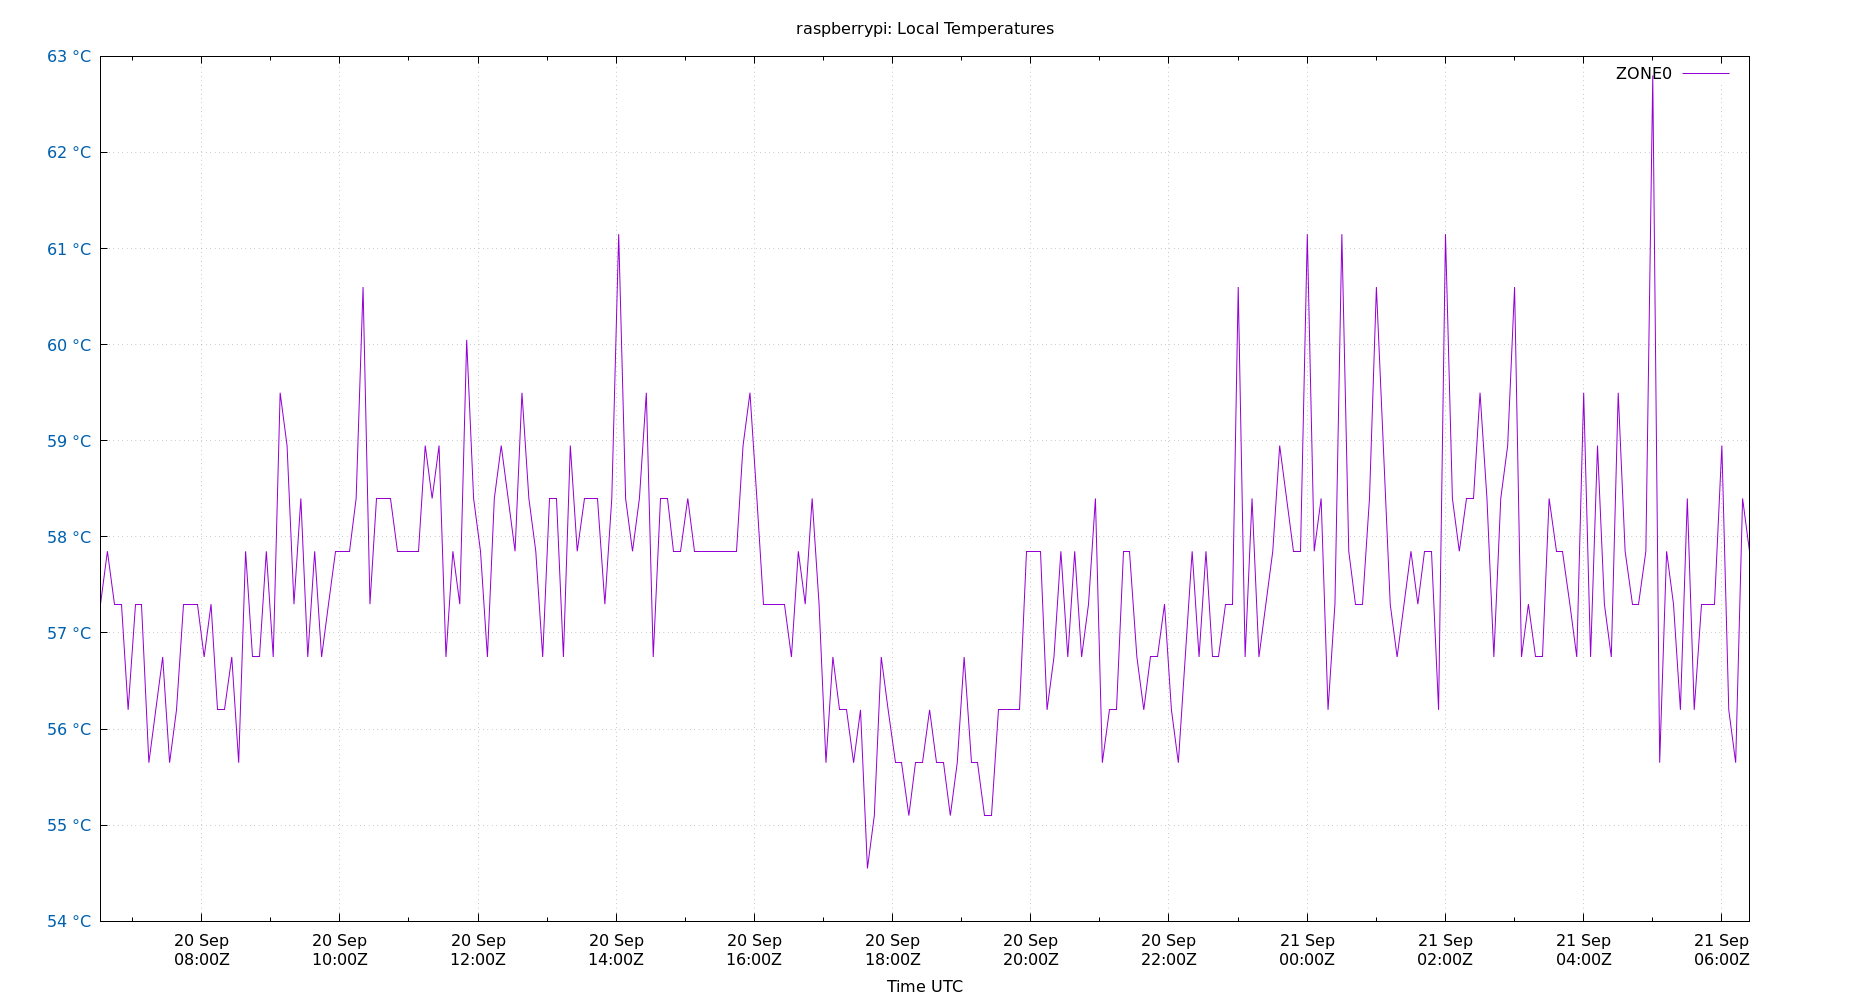 raspberrypi: Local Temperatures
63 °C
ZONE0
62 °C
61 °C
60 °C
59 °C
58 °C
57 °C
56 °C
55 °C
54 °C
20 Sep 20 Sep 20 Sep 20 Sep 20 Sep 20 Sep 20 Sep 20 Sep 21 Sep 21 Sep 21 Sep 21 Sep
08:00Z 10:00Z 12:00Z 14:00Z 16:00Z 18:00Z 20:00Z 22:00Z 00:00Z 02:00Z 04:00Z 06:00Z
Time UTC